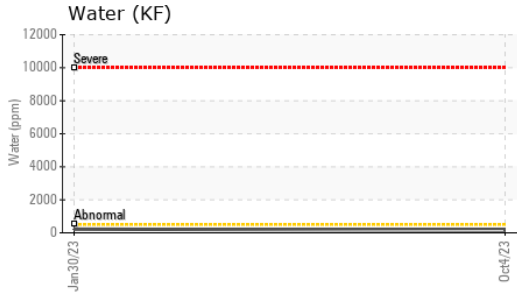 Water (KF)
12000
10000
8000
6000
4000
2000
0
Water (ppm)
Severe
Abnormal
Jan30/23
Oct4/23